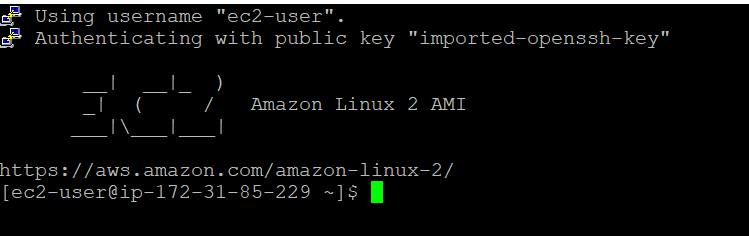 Using username "ec2-user".
Authenticating with public key "imported-openssh-key"
       __|  __|_  )
       _|  (     /   Amazon Linux 2 AMI
      ___|\___|___|
https://aws.amazon.com/amazon-linux-2/
[ec2-user@ip-172-31-85-229 ~]$